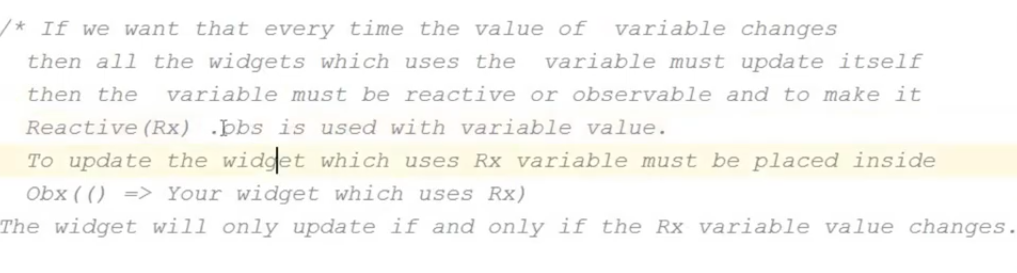 /* If we want that every time the value of  variable changes
then all the widgets which uses the  variable must update itself
then the  variable must be reactive or observable and to make it
Reactive(Rx) .obs is used with variable value.
To update the widget which uses Rx variable must be placed inside
Obx(() => Your widget which uses Rx)
The widget will only update if and only if the Rx variable value changes.